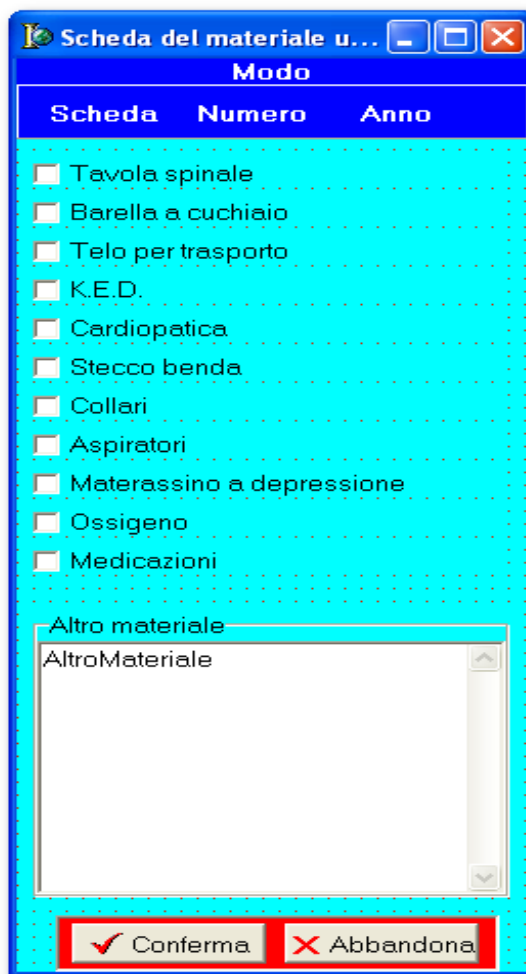 Scheda del materiale u...
Modo
Scheda Numero Anno
Tavola spinale
Barella a cuchiaio
Telo per trasporto
K.E.D.
Cardiopatica
Stecco benda
Collari
Aspiratori
Materassino a depressione
Ossigeno
Medicazioni
Altro materiale
AltroMateriale
Conferma Abbandona